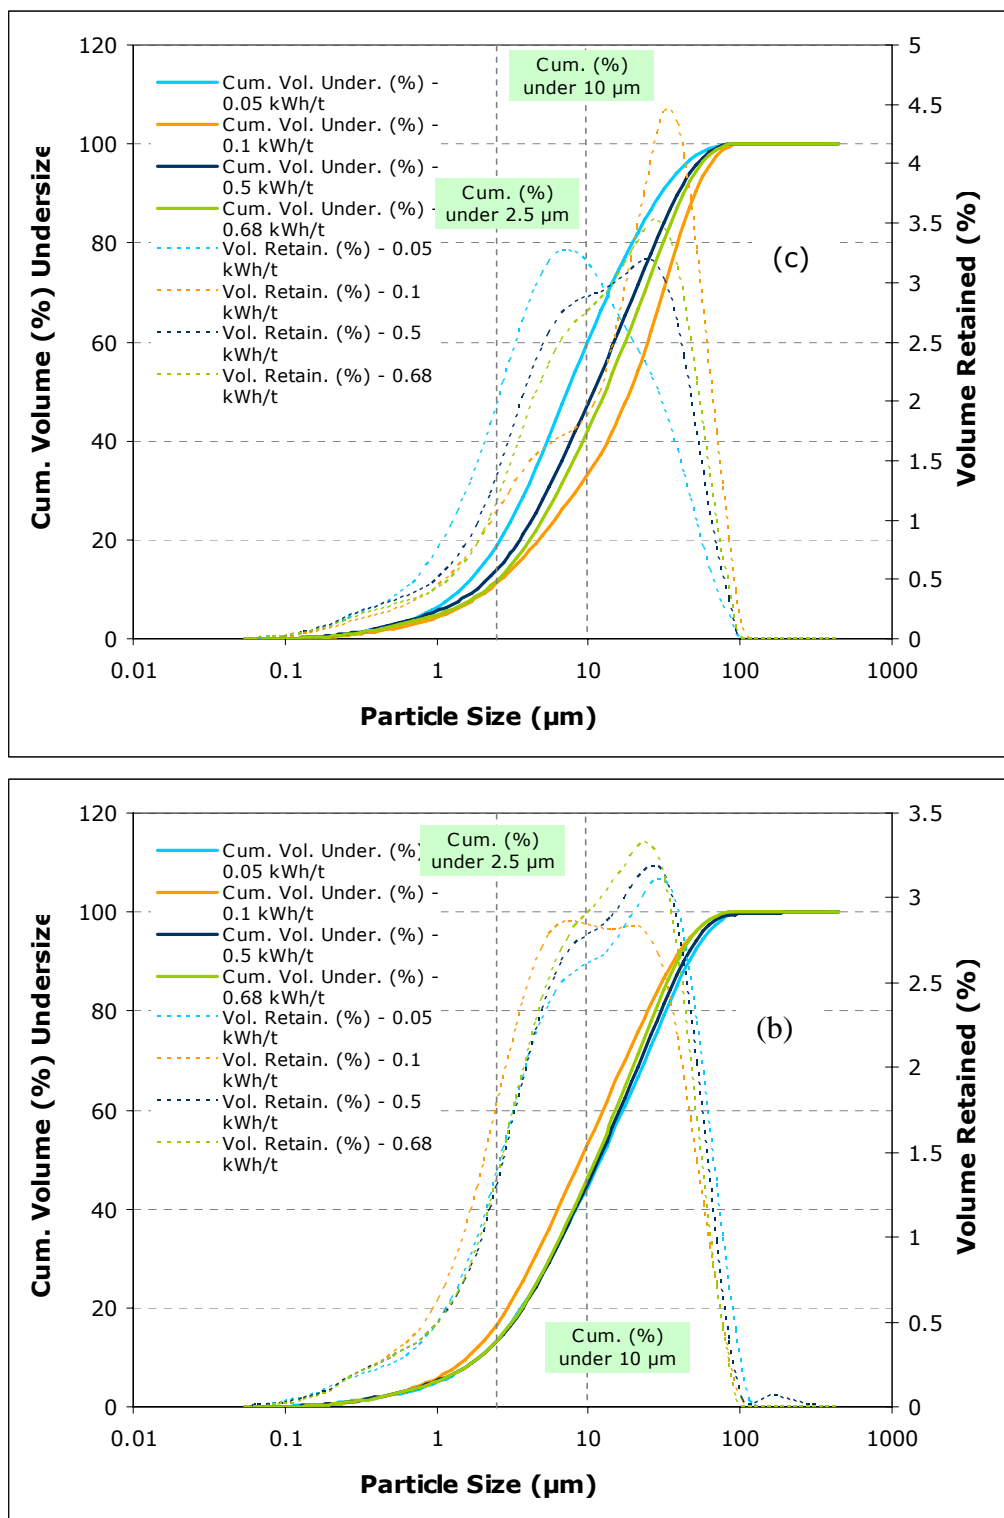 120
100
80
60
40
20
0
Cum. Volume (%) Undersize
Cum. Vol. Under. (%) -
0.05 kWh/t
Cum. Vol. Under. (%) -
0.1 kWh/t
Cum. Vol. Under. (%) -
0.5 kWh/t
Cum. Vol. Under. (%) -
0.68 kWh/t
Vol. Retain. (%) - 0.05
kWh/t
Vol. Retain. (%) - 0.1
kWh/t
Vol. Retain. (%) - 0.5
kWh/t
Vol. Retain. (%) - 0.68
kWh/t
Cum. (%)
under 10 µm
Cum. (%)
under 2.5 µm
(c)
5
4.5
4
3.5
3
2.5
2
1.5
1
0.5
0
Volume Retained (%)
0.01 0.1 1 10 100 1000
Particle Size (µm)
120
100
80
60
40
20
0
Cum. Volume (%) Undersize
Cum. Vol. Under. (%) -
0.05 kWh/t
Cum. Vol. Under. (%) -
0.1 kWh/t
Cum. Vol. Under. (%) -
0.5 kWh/t
Cum. Vol. Under. (%) -
0.68 kWh/t
Vol. Retain. (%) - 0.05
kWh/t
Vol. Retain. (%) - 0.1
kWh/t
Vol. Retain. (%) - 0.5
kWh/t
Vol. Retain. (%) - 0.68
kWh/t
Cum. (%)
under 2.5 µm
(b)
Cum. (%)
under 10 µm
3.5
3
2.5
2
1.5
1
0.5
0
Volume Retained (%)
0.01 0.1 1 10 100 1000
Particle Size (µm)